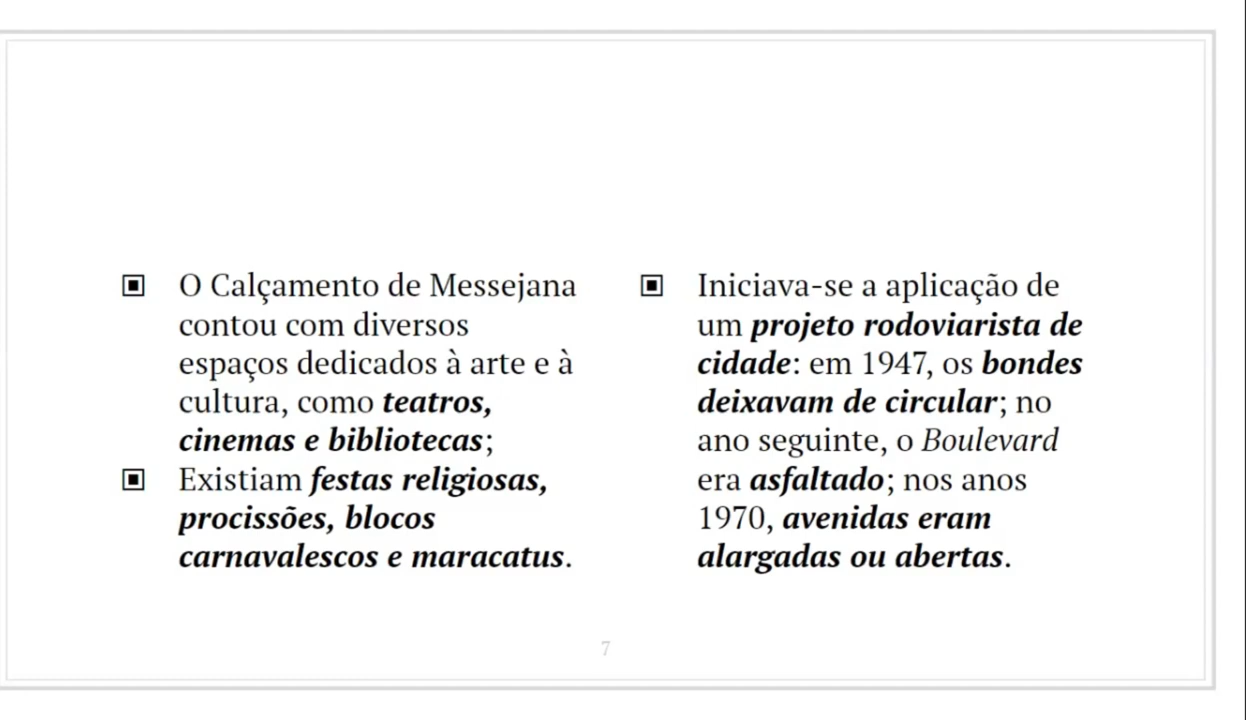 O Calçamento de Messejana
contou com diversos
espaços dedicados à arte e à
cultura, como teatros,
cinemas e bibliotecas;
Existiam festas religiosas,
procissões, blocos
carnavalescos e maracatus.
Iniciava-se a aplicação de
um projeto rodoviarista de
cidade: em 1947, os bondes
deixavam de circular; no
ano seguinte, o Boulevard
era asfaltado; nos anos
1970, avenidas eram
alargadas ou abertas.
7